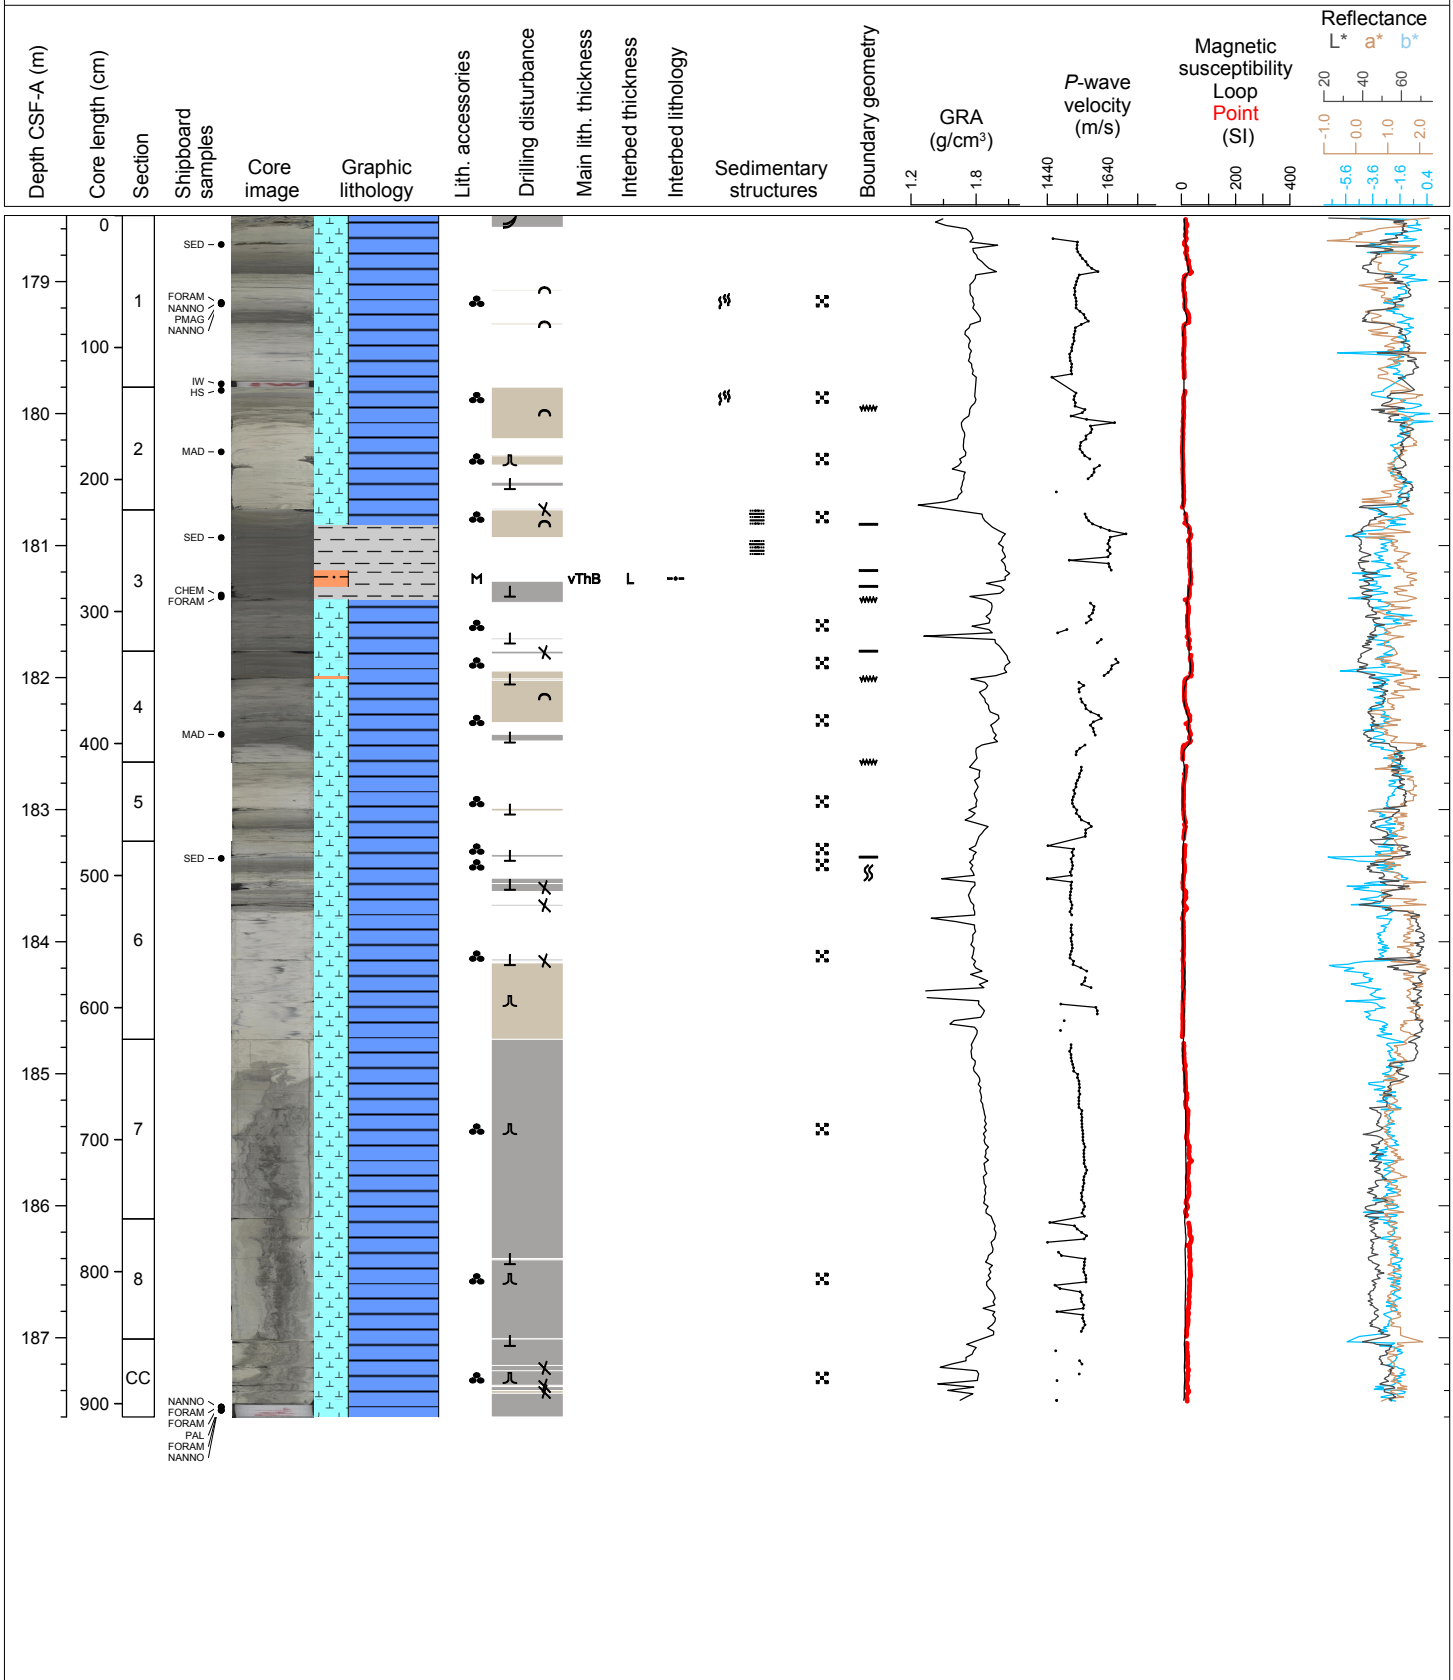 Depth CSF-A (m)
Core length (cm)
Section
Shipboard
samples
Core
image
Graphic
lithology
Lith. accessories
Drilling disturbance
Main lith. thickness
Interbed thickness
Interbed lithology
Sedimentary
structures
Boundary geometry
GRA
(g/cm³)
1.2
1.8
P-wave
velocity
(m/s)
1440
1640
Magnetic
susceptibility
Loop
Point
(SI)
0
200
400
Reflectance
L* a* b*
20
40
60
-1.0
0.0
1.0
2.0
-5.6
-3.6
-1.6
0.4
0
SED
179
FORAM
NANNO
PMAG
NANNO
1
100
IW
HS
180
MAD
2
200
SED
181
3
CHEM
FORAM
M
vThB
L
300
182
4
MAD
400
5
183
SED
500
184
6
600
185
7
700
186
8
800
187
CC
900
NANNO
FORAM
FORAM
PAL
FORAM
NANNO